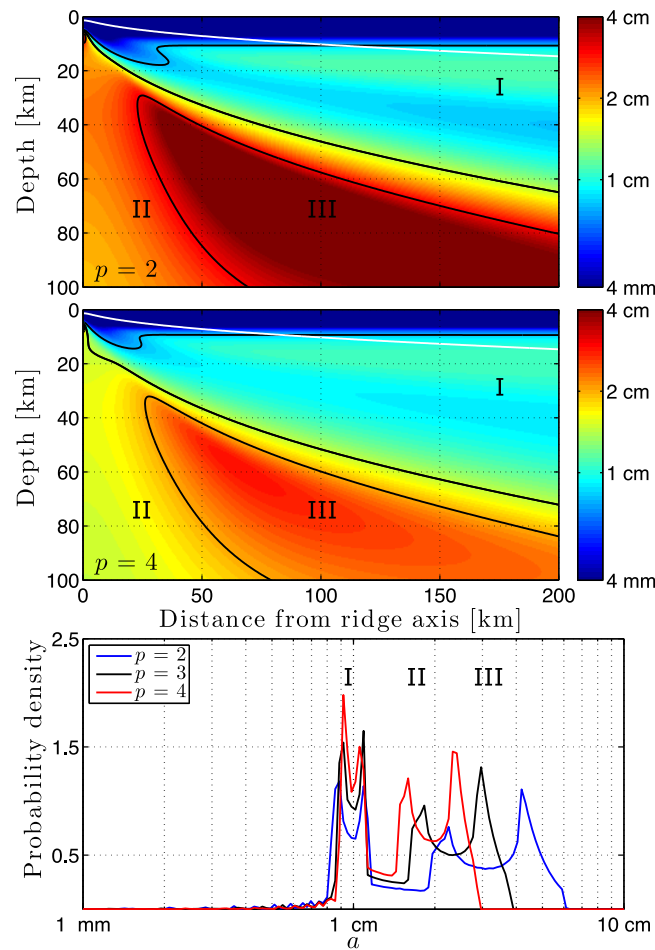 0
20
40
60
80
100
Depth [km]
I
II
III
p = 2
4 cm
2 cm
1 cm
4 mm
0
20
40
60
80
100
Depth [km]
I
II
III
p = 4
4 cm
2 cm
1 cm
4 mm
0 50 100 150 200
Distance from ridge axis [km]
2.5
1.5
0.5
Probability density
p = 2
p = 3
p = 4
I II III
1 mm 1 cm 10 cm
a